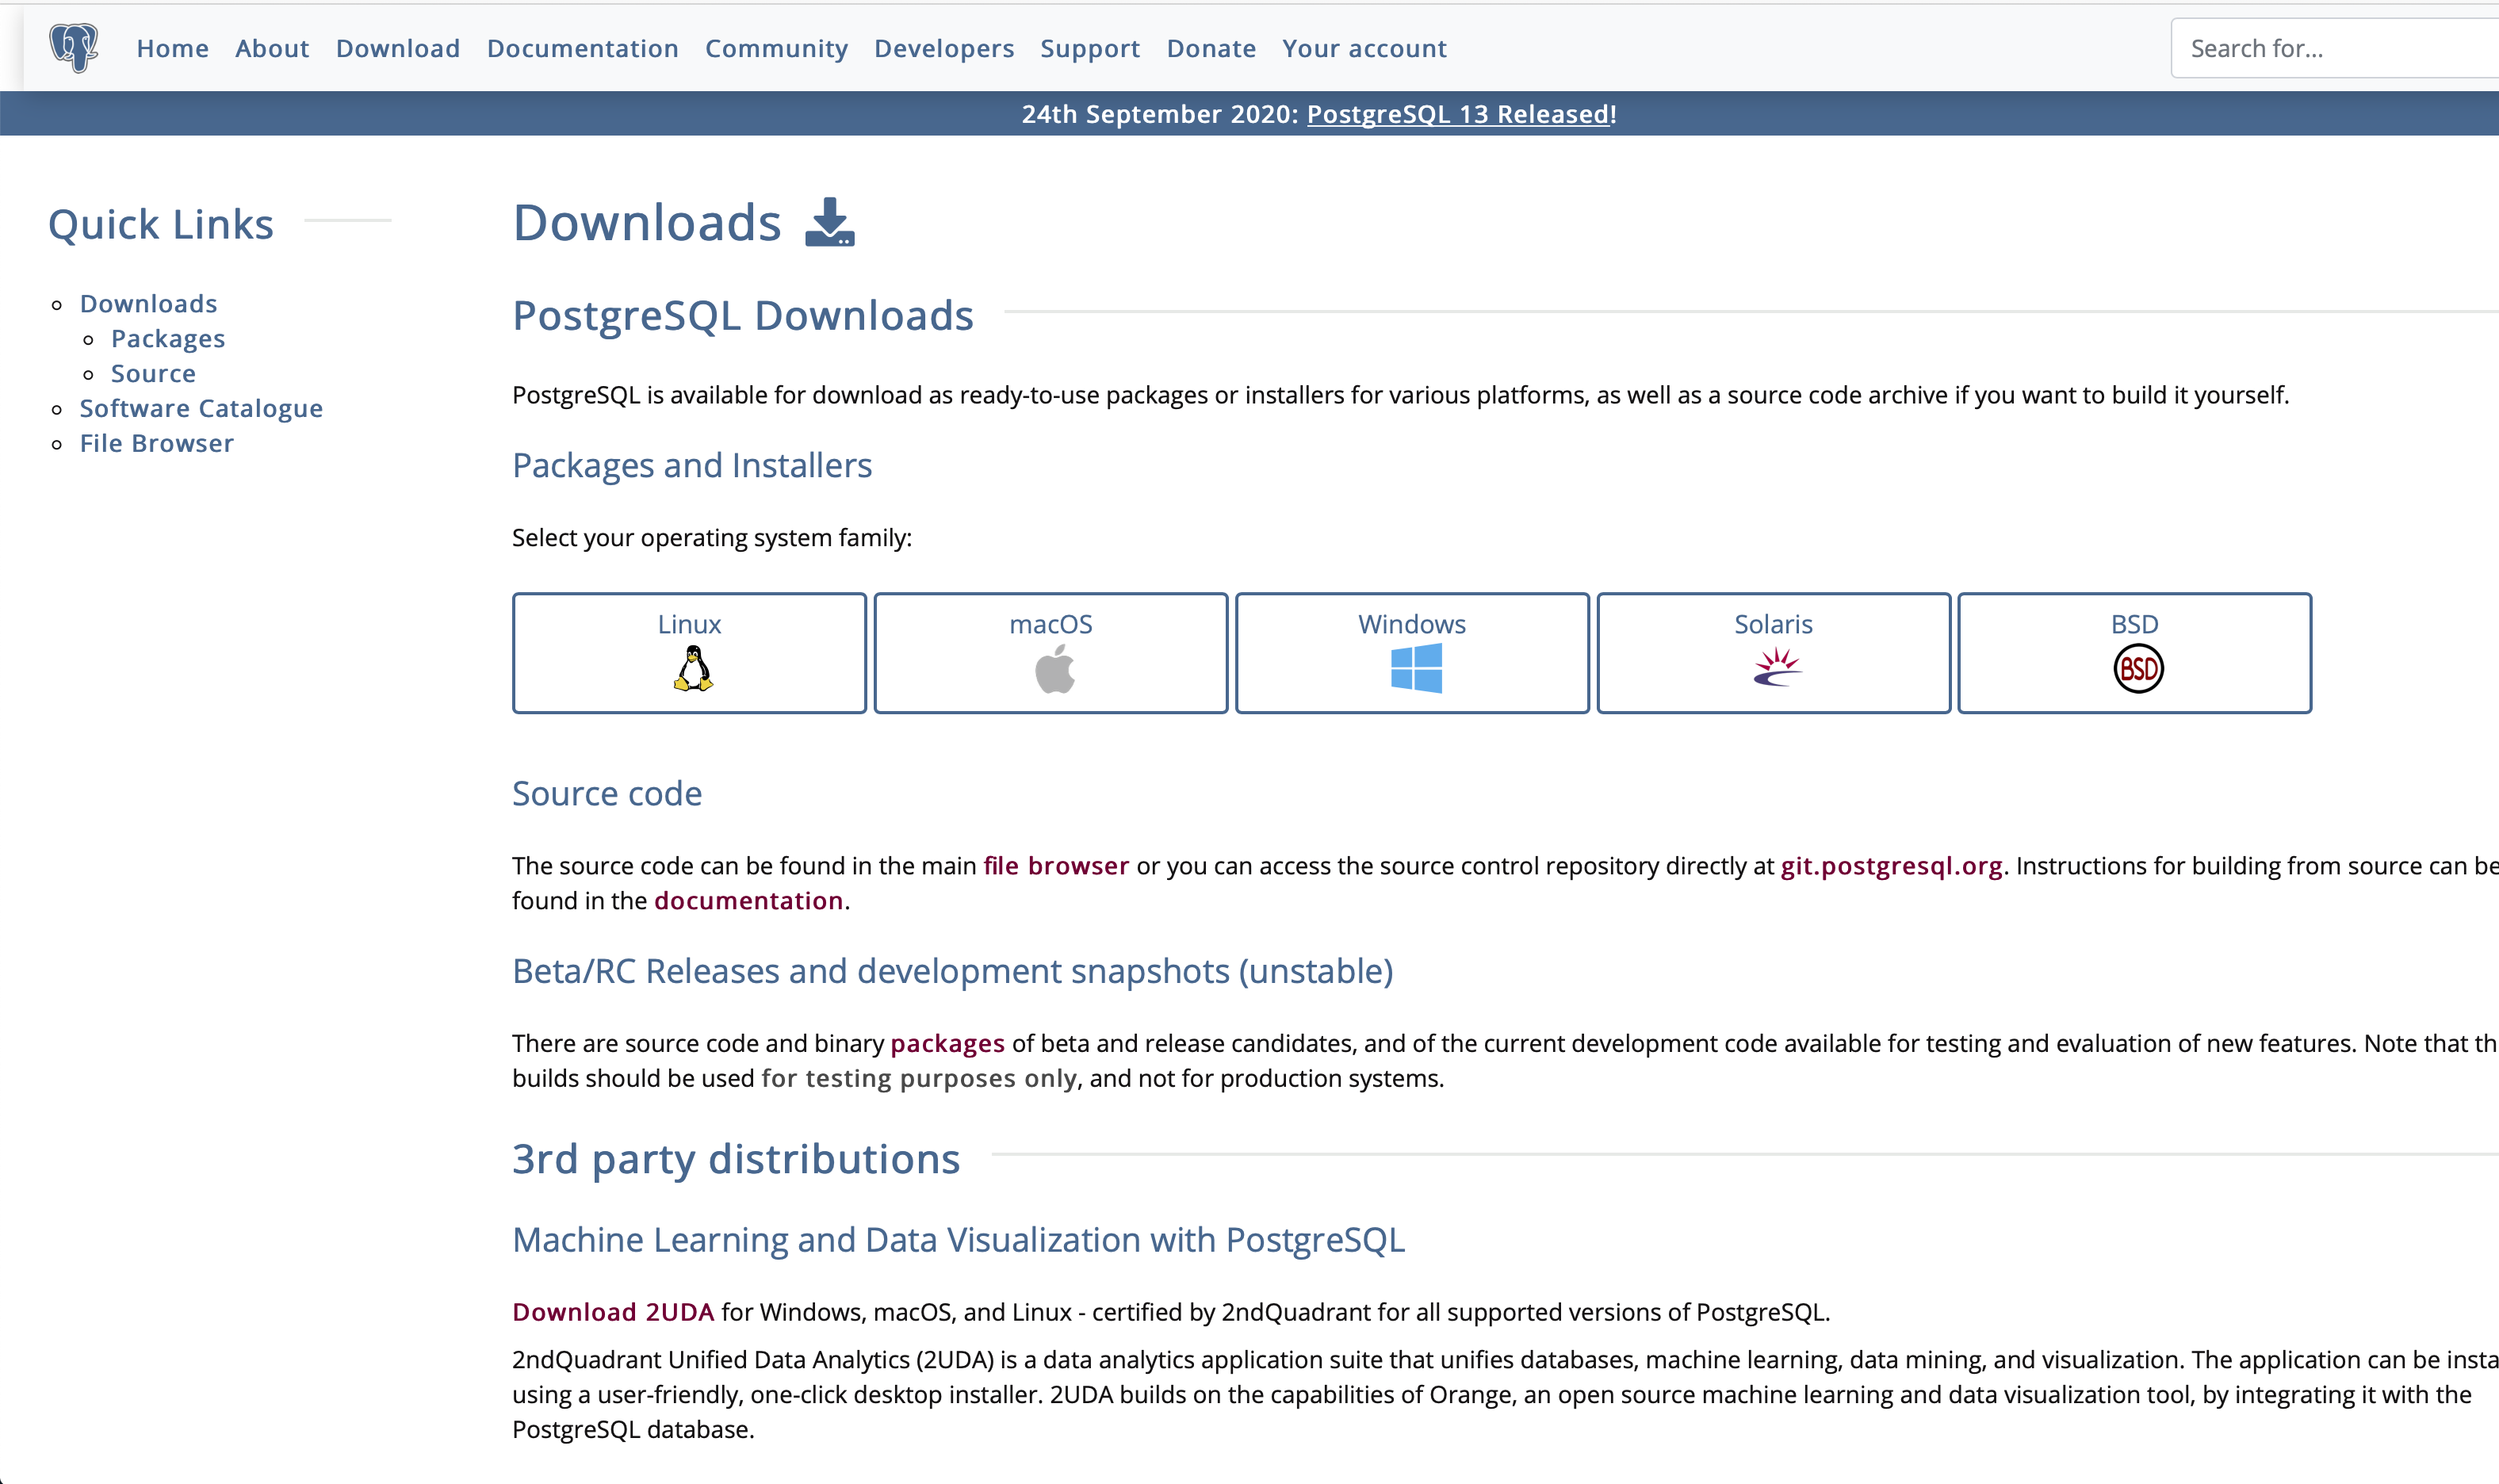 Home About Download Documentation Community Developers Support Donate Your account
Search for...
24th September 2020: PostgreSQL 13 Released!
Quick Links
Downloads
Packages
Source
Software Catalogue
File Browser
Downloads
PostgreSQL Downloads
PostgreSQL is available for download as ready-to-use packages or installers for various platforms, as well as a source code archive if you want to build it yourself.
Packages and Installers
Select your operating system family:
Linux
macOS
Windows
Solaris
BSD
BSD
Source code
The source code can be found in the main file browser or you can access the source control repository directly at git.postgresql.org. Instructions for building from source can be
found in the documentation.
Beta/RC Releases and development snapshots (unstable)
There are source code and binary packages of beta and release candidates, and of the current development code available for testing and evaluation of new features. Note that th
builds should be used for testing purposes only, and not for production systems.
3rd party distributions
Machine Learning and Data Visualization with PostgreSQL
Download 2UDA for Windows, macOS, and Linux - certified by 2ndQuadrant for all supported versions of PostgreSQL.
2ndQuadrant Unified Data Analytics (2UDA) is a data analytics application suite that unifies databases, machine learning, data mining, and visualization. The application can be insta
using a user-friendly, one-click desktop installer. 2UDA builds on the capabilities of Orange, an open source machine learning and data visualization tool, by integrating it with the
PostgreSQL database.